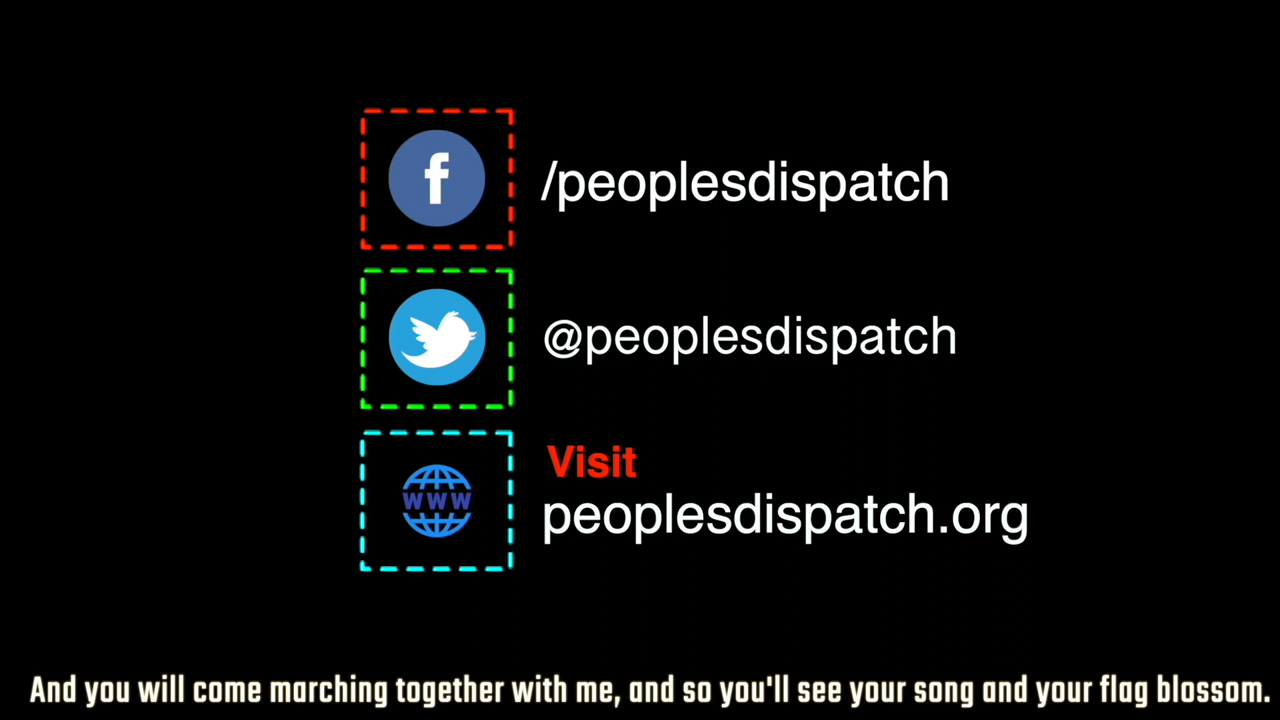 f
/peoplesdispatch
@peoplesdispatch
Visit
www
peoplesdispatch.org
And you will come marching together with me, and so you'll see your song and your flag blossom.